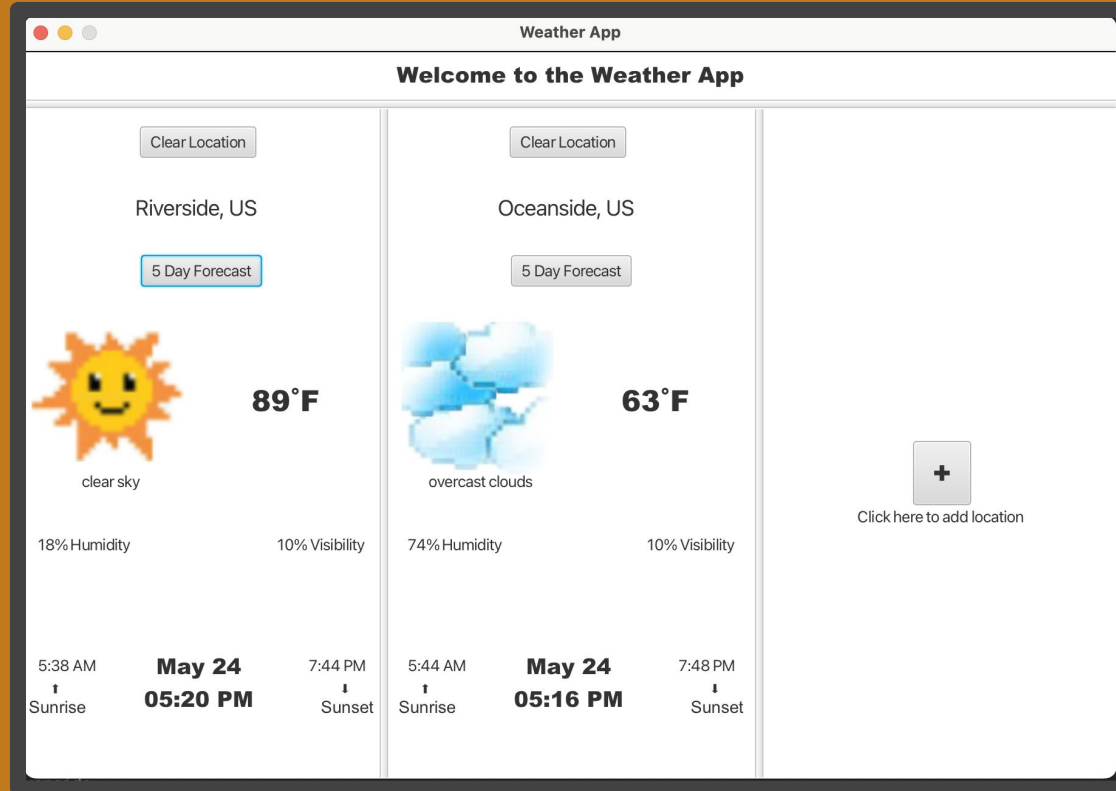 Weather App
Welcome to the Weather App
Clear Location
Riverside, US
5 Day Forecast
89°F
clear sky
18% Humidity
10% Visibility
5:38 AM
May 24
7:44 PM
05:20 PM
Sunrise
Sunset
Clear Location
Oceanside, US
5 Day Forecast
63°F
overcast clouds
74% Humidity
10% Visibility
5:44 AM
May 24
7:48 PM
05:16 PM
Sunrise
Sunset
+
Click here to add location